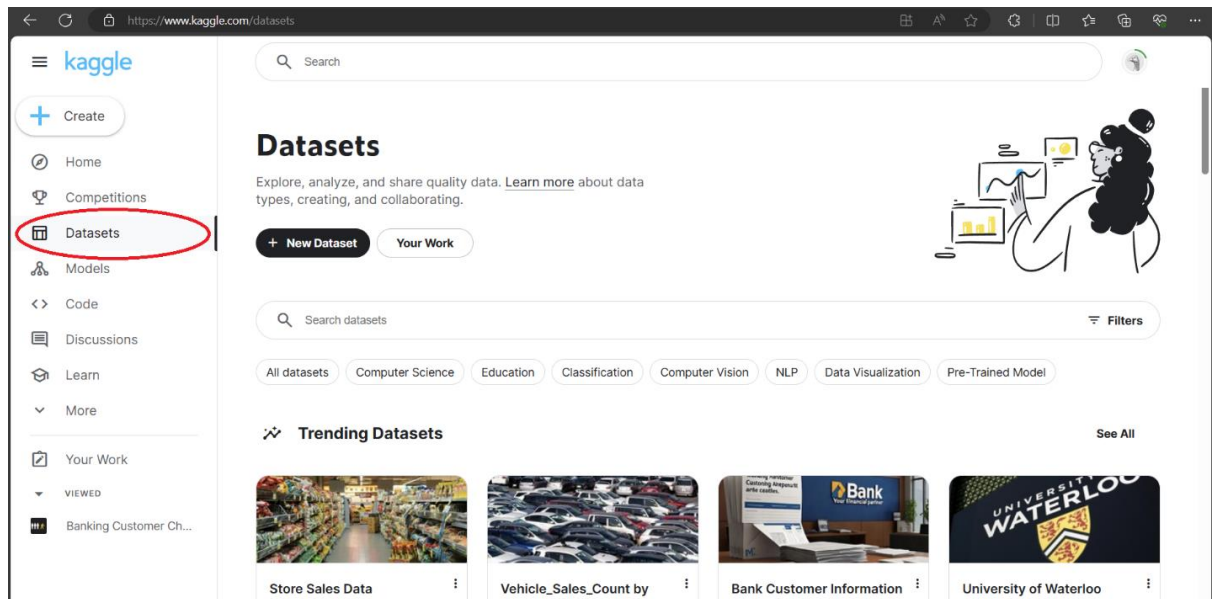 https://www.kaggle.com/datasets
kaggle
Search
Create
Home
Competitions
Datasets
Models
Code
Discussions
Learn
More
Your Work
VIEWED
Banking Customer Ch...
Datasets
Explore, analyze, and share quality data. Learn more about data
types, creating, and collaborating.
+ New Dataset
Your Work
Search datasets
Filters
All datasets
Computer Science
Education
Classification
Computer Vision
NLP
Data Visualization
Pre-Trained Model
Trending Datasets
See All
Bank
UNIVERSITY
WATERLOO
Store Sales Data
Vehicle_Sales_Count by
Bank Customer Information
University of Waterloo